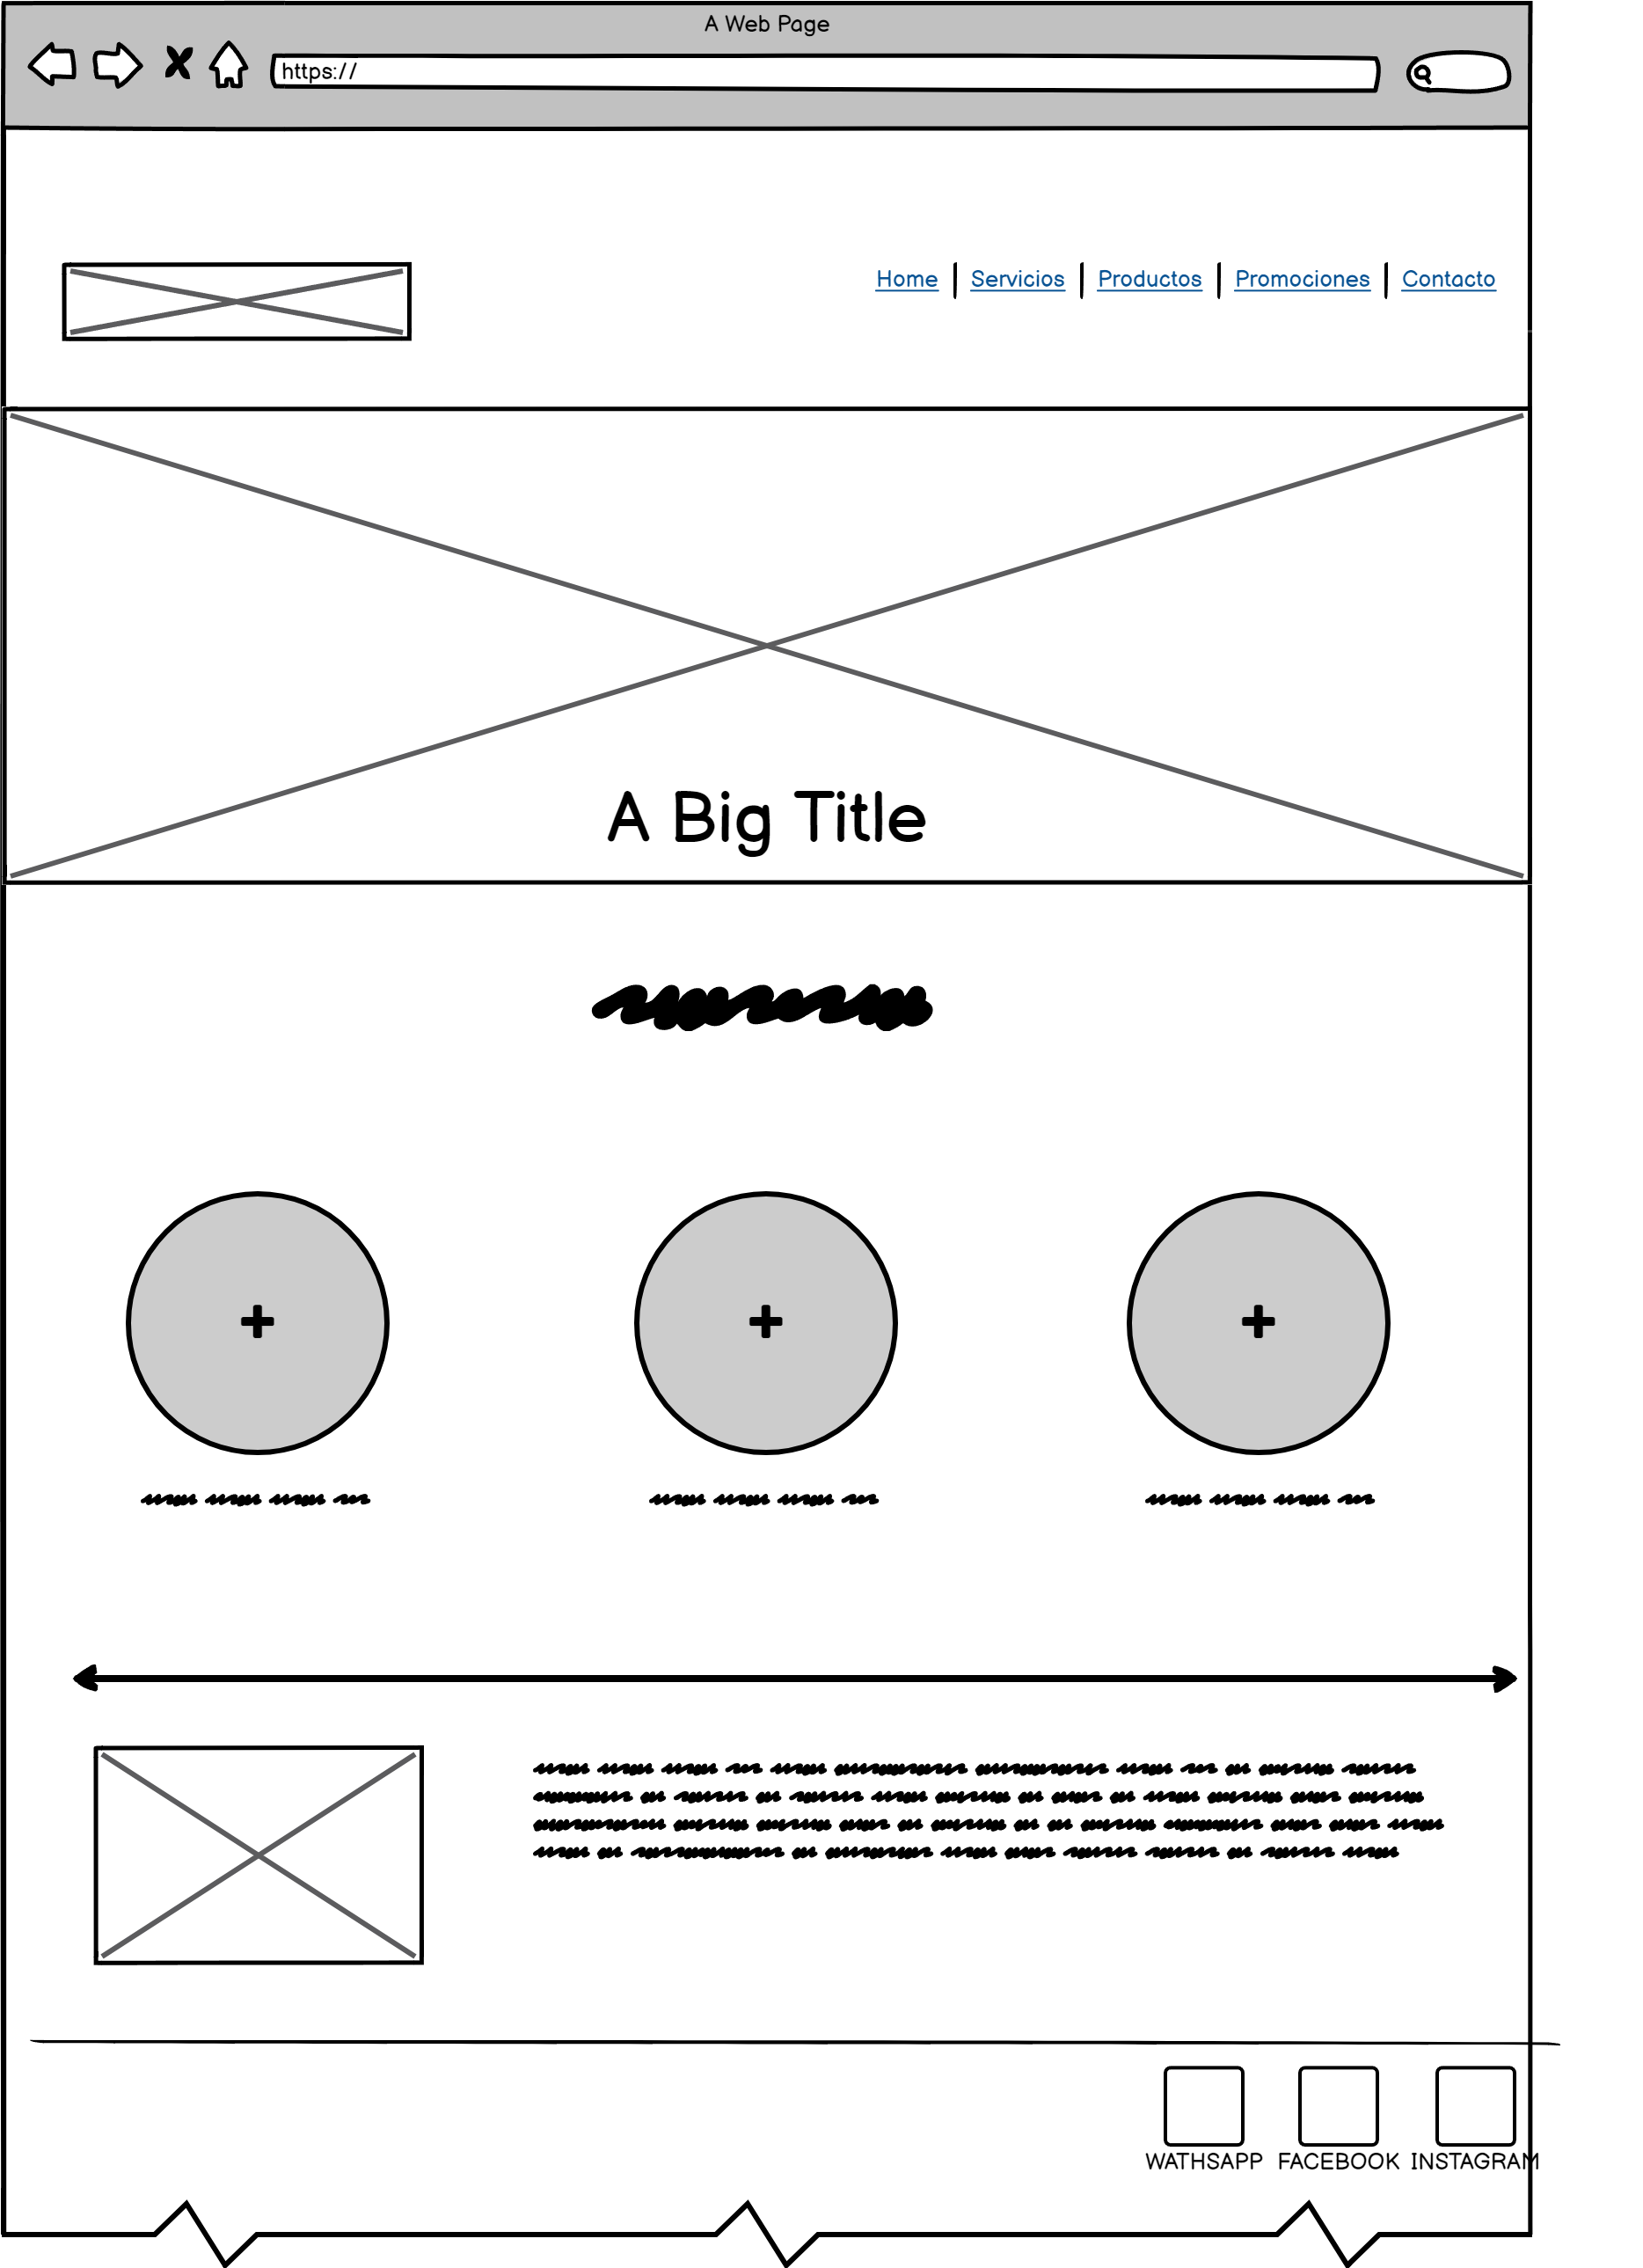 A Web Page
https://
Home Servicios Productos Promociones Contacto
A Big Title
WATHSAPP FACEBOOK INSTAGRAM